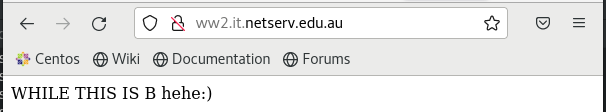 ww2.it.netserv.edu.au
Centos Wiki Documentation Forums
WHILE THIS IS B hehe:)